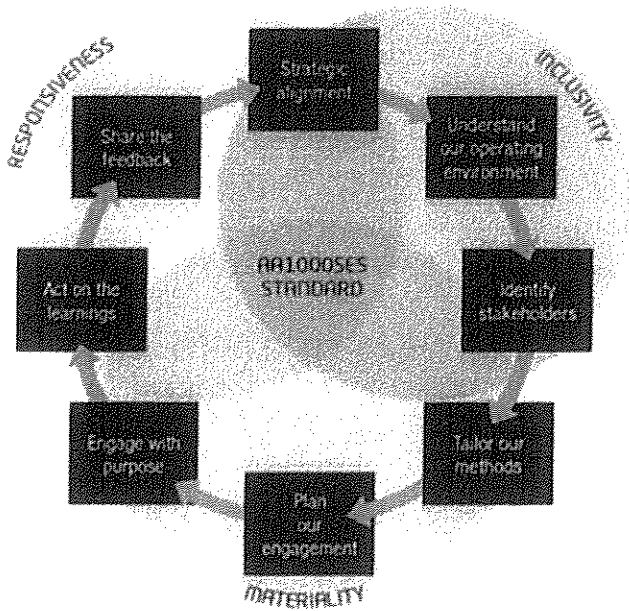 RESPONSIVENESS
INCLUSIVITY
Strategic
alignment
Understand
our operating
environment
Identify
stakeholders
Tailor our
methods
Plan
our
engagement
Engage with
purpose
Act on the
learnings
Share the
feedback
AA1000SES
STANDARD
MATERIALITY